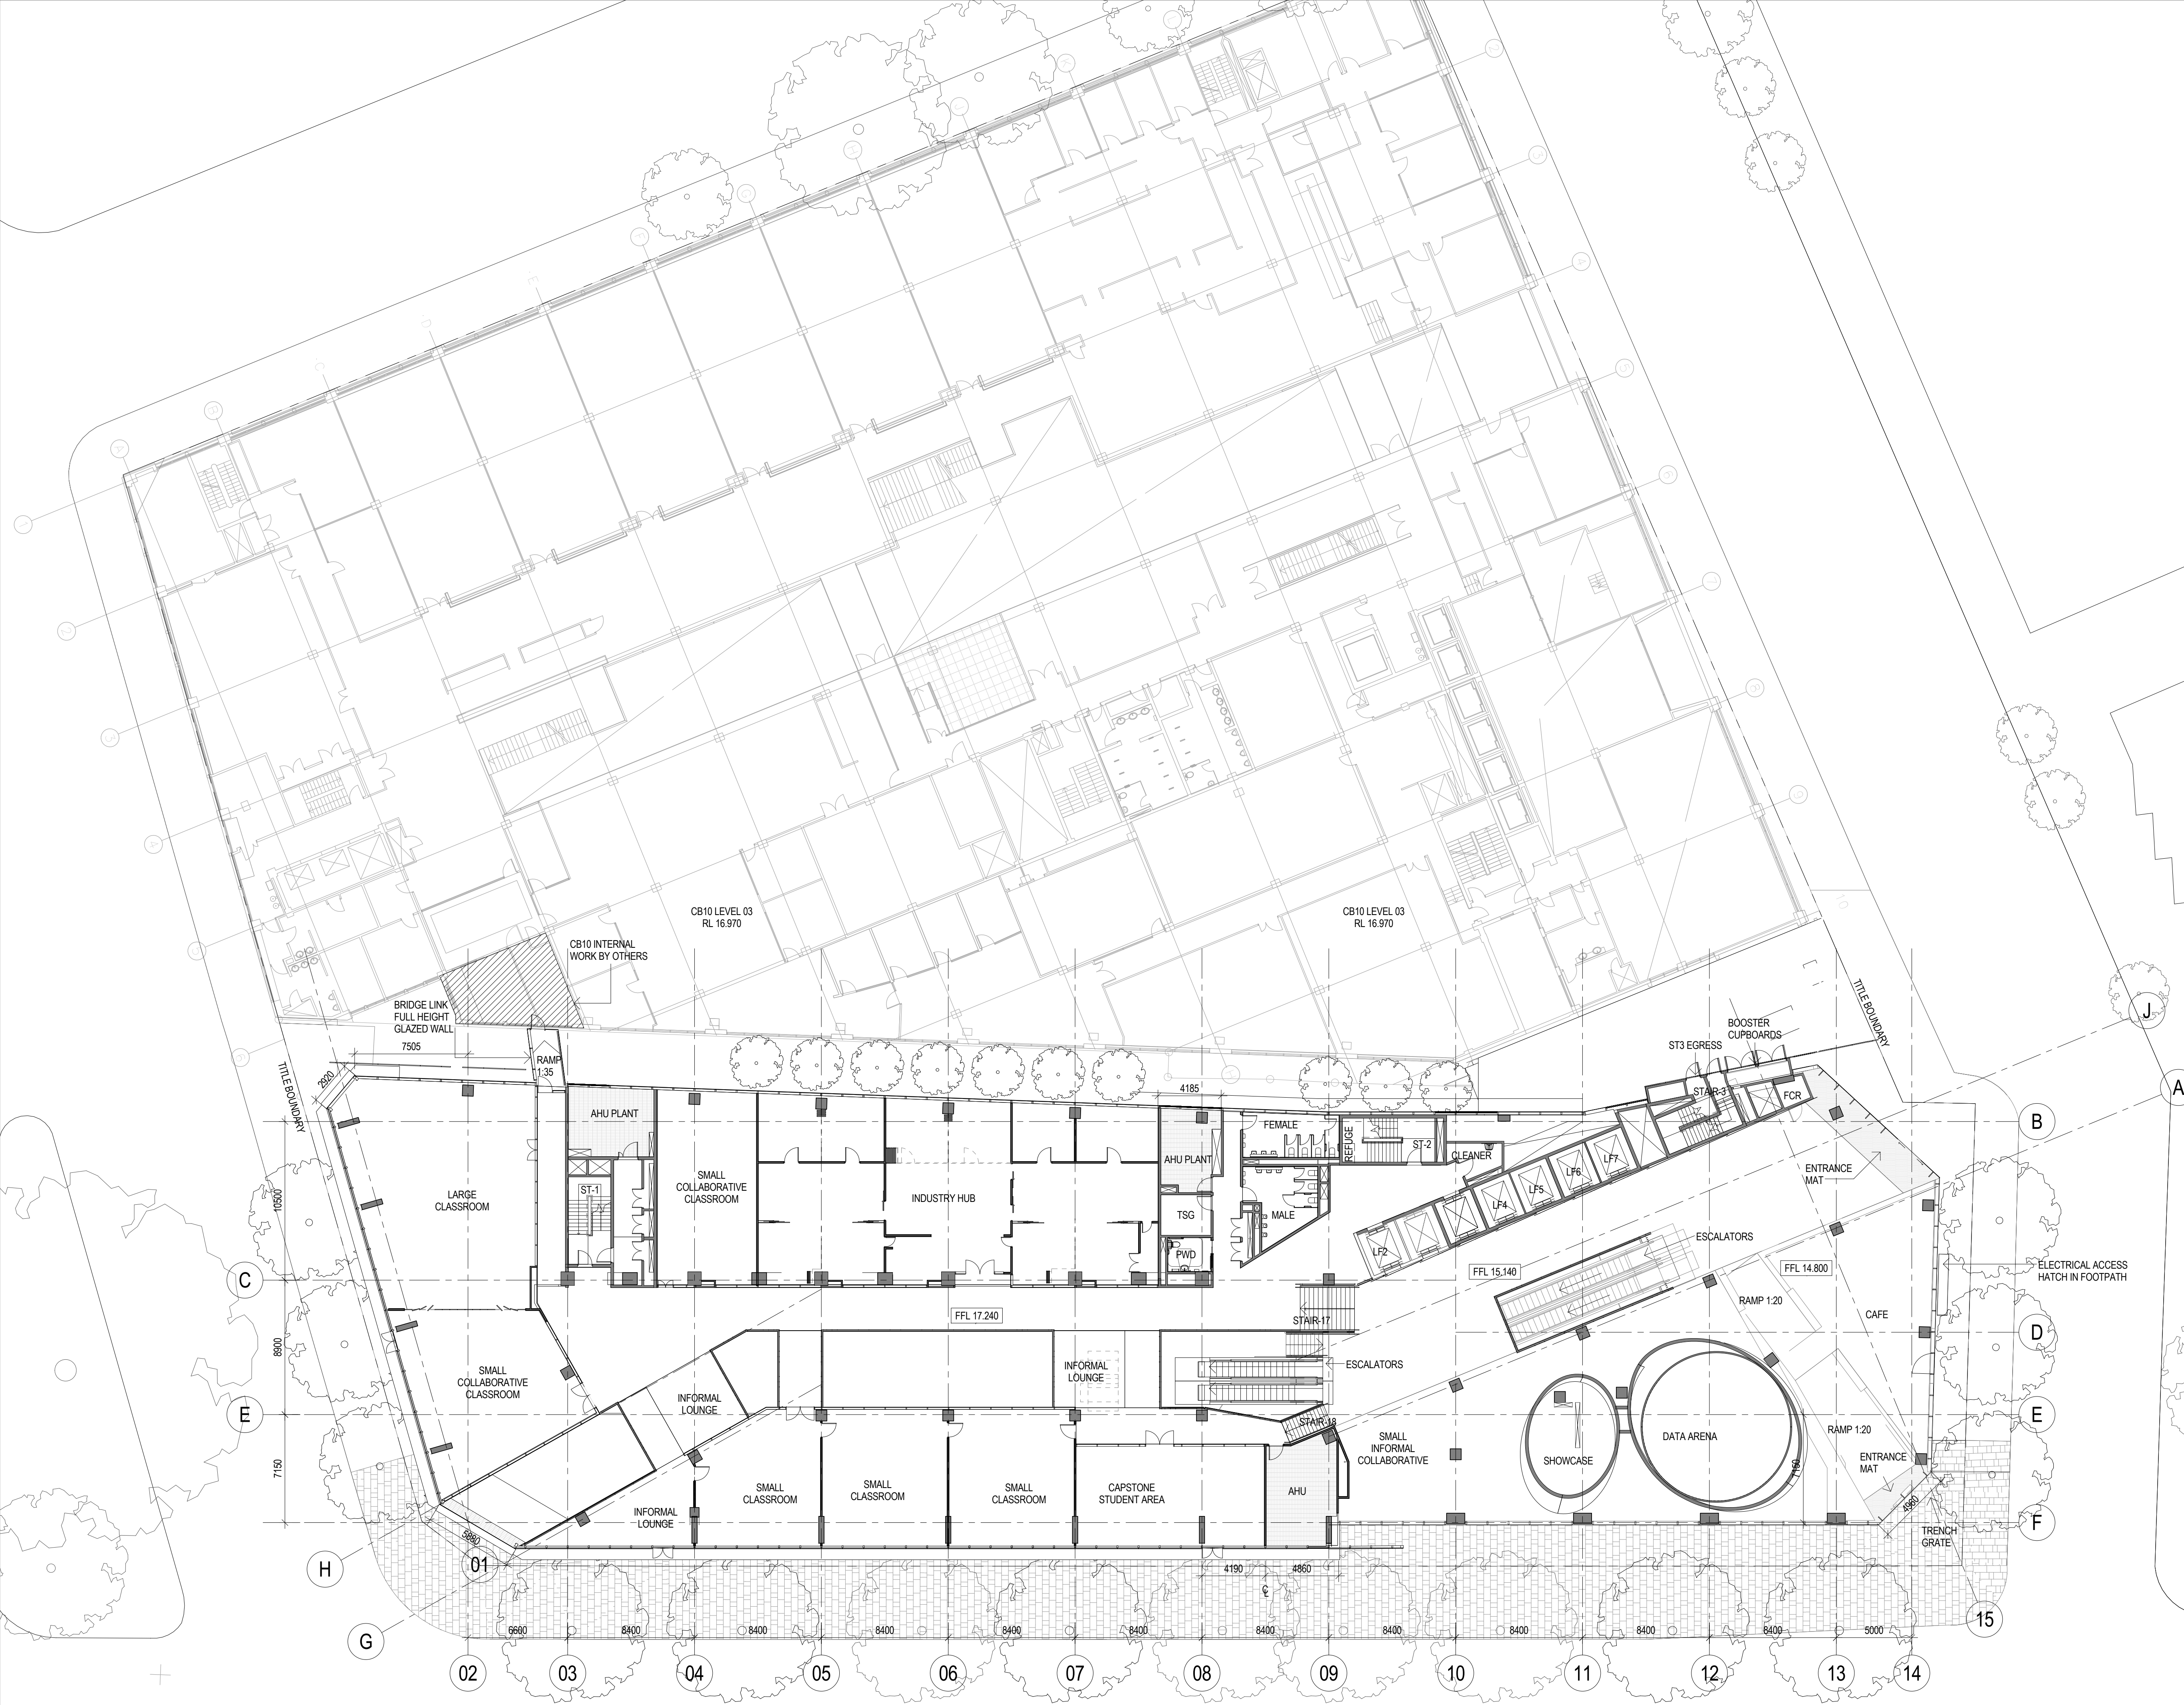 CB10 LEVEL 03
RL 16.970
CB10 LEVEL 03
RL 16.970
CB10 INTERNAL
WORK BY OTHERS
BRIDGE LINK
FULL HEIGHT
GLAZED WALL
7505
RAMP
1:35
2920
TITLE BOUNDARY
TITLE BOUNDARY
BOOSTER
CUPBOARDS
ST3 EGRESS
STAIR-3
FCR
J
A
B
4185
AHU PLANT
LARGE
CLASSROOM
ST-1
SMALL
COLLABORATIVE
CLASSROOM
INDUSTRY HUB
AHU PLANT
TSG
PWD
FEMALE
MALE
REFUGE
ST-2
CLEANER
LF2
LF4
LF5
LF6
LF7
ENTRANCE
MAT
ESCALATORS
FFL 15.140
FFL 14.800
ELECTRICAL ACCESS
HATCH IN FOOTPATH
RAMP 1:20
CAFE
10500
C
FFL 17.240
STAIR-17
D
8900
SMALL
COLLABORATIVE
CLASSROOM
INFORMAL
LOUNGE
INFORMAL
LOUNGE
ESCALATORS
STAIR-18
E
E
SMALL
INFORMAL
COLLABORATIVE
SHOWCASE
DATA ARENA
RAMP 1:20
ENTRANCE
MAT
7150
7150
SMALL
CLASSROOM
SMALL
CLASSROOM
SMALL
CLASSROOM
CAPSTONE
STUDENT AREA
AHU
INFORMAL
LOUNGE
4960
F
TRENCH
GRATE
5880
01
H
4190
4860
G
15
6600
8400
8400
8400
8400
8400
8400
8400
8400
8400
8400
5000
02
03
04
05
06
07
08
09
10
11
12
13
14